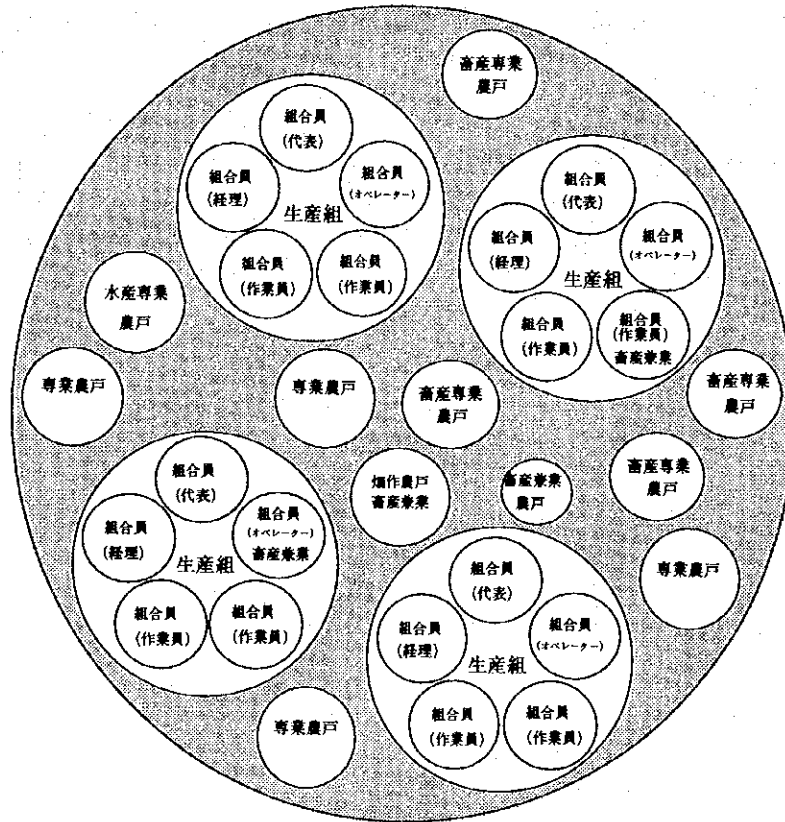 畜産専業
農戸
組合員
(代表)
組合員
(経理)
組合員
(オペレーター)
生産組
組合員
(作業員)
組合員
(作業員)
組合員
(代表)
組合員
(経理)
組合員
(オペレーター)
生産組
組合員
(作業員)
組合員
(作業員)
畜産兼業
水産専業
農戸
専業農戸
専業農戸
畜産専業
農戸
畜産専業
農戸
畑作農戸
畜産兼業
畜産兼業
農戸
畜産専業
農戸
専業農戸
組合員
(代表)
組合員
(経理)
組合員
(オペレーター)
畜産兼業
生産組
組合員
(作業員)
組合員
(作業員)
組合員
(代表)
組合員
(経理)
組合員
(オペレーター)
生産組
組合員
(作業員)
組合員
(作業員)
専業農戸